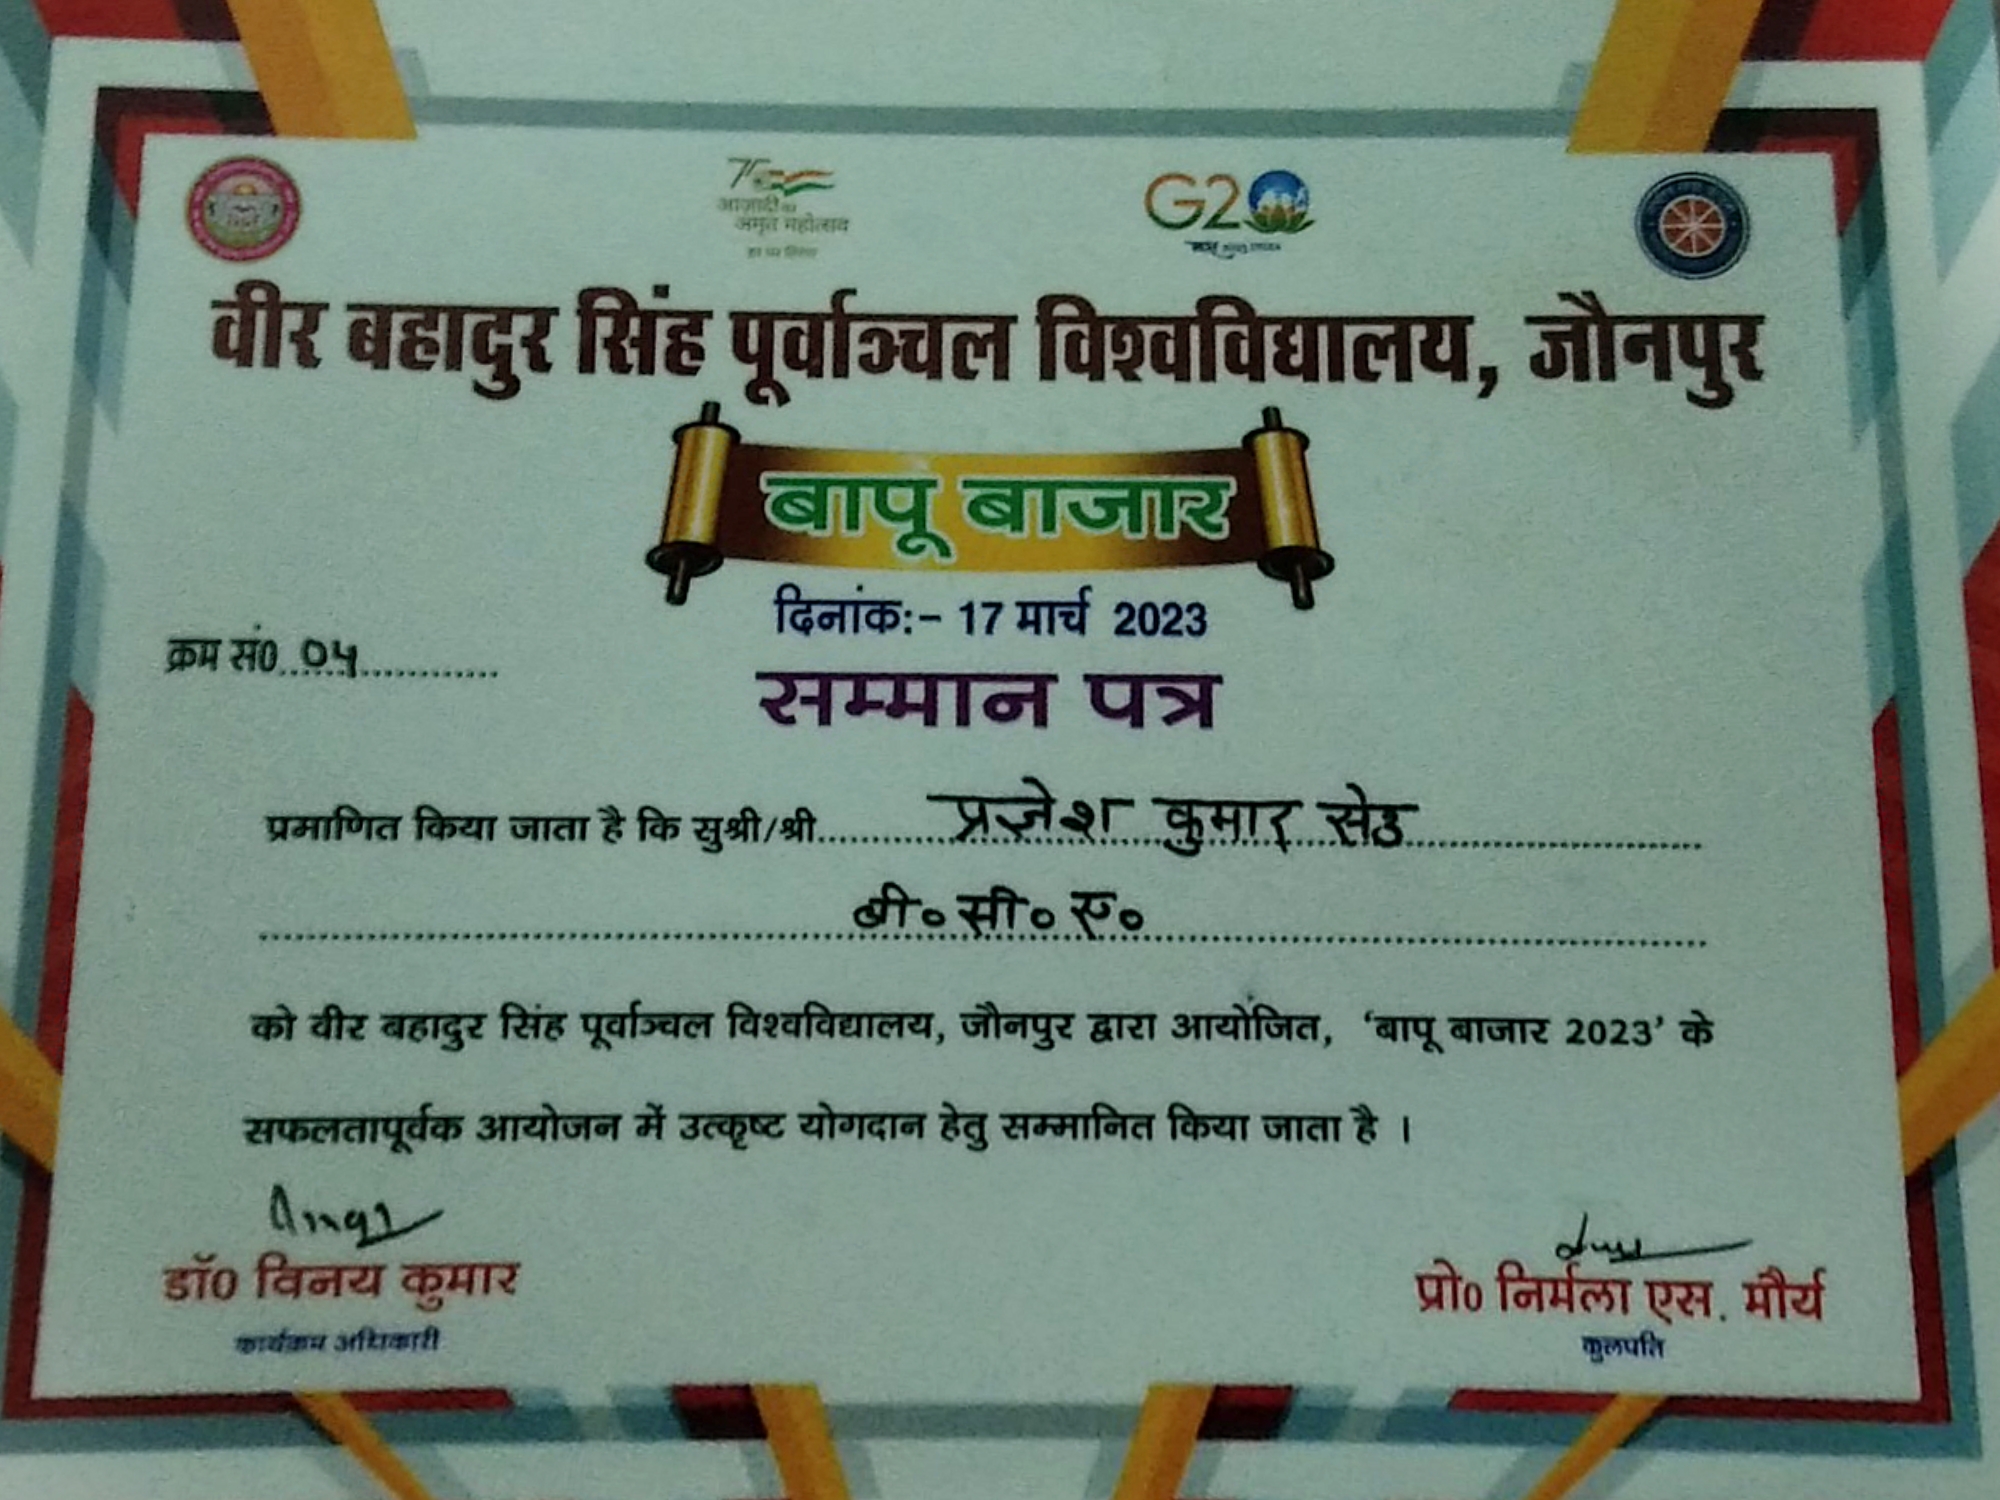 75
आज़ादी का
अमृत महोत्सव
G20
वीर बहादुर सिंह पूर्वाञ्चल विश्वविद्यालय, जौनपुर
बापू बाजार
दिनांक:- 17 मार्च 2023
क्रम सं0. 04
सम्मान पत्र
प्रमाणित किया जाता है कि सुश्री/श्री प्रज्ञेश कुमार सेठ
बी० सी० ए०
को वीर बहादुर सिंह पूर्वाञ्चल विश्वविद्यालय, जौनपुर द्वारा आयोजित, ‘बापू बाजार 2023’ के
सफलतापूर्वक आयोजन में उत्कृष्ट योगदान हेतु सम्मानित किया जाता है ।
डॉ0 विनय कुमार
कार्यक्रम अधिकारी
प्रो0 निर्मला एस. मौर्य
कुलपति